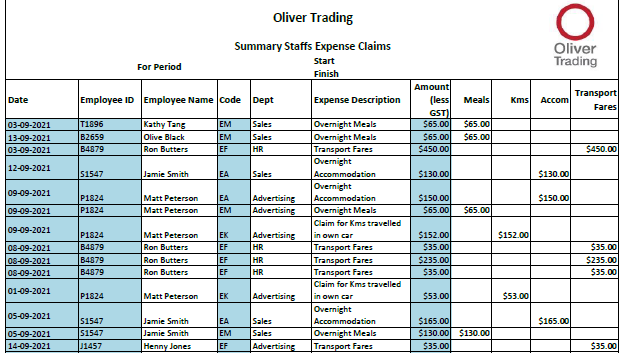 Oliver Trading
Oliver
Trading
Summary Staffs Expense Claims
For Period Start
Finish
Date Employee ID Employee Name Code Dept Expense Description Amount (less GST) Meals Kms Accom Transport Fares
03-09-2021 T1896 Kathy Tang EM Sales Overnight Meals $65.00 $65.00
13-09-2021 B2659 Olive Black EM Sales Overnight Meals $65.00 $65.00
03-09-2021 B4879 Ron Butters EF HR Transport Fares $450.00 $450.00
12-09-2021 S1547 Jamie Smith EA Sales Overnight Accommodation $130.00 $130.00
09-09-2021 P1824 Matt Peterson EA Advertising Overnight Accommodation $150.00 $150.00
09-09-2021 P1824 Matt Peterson EM Advertising Overnight Meals $65.00 $65.00
09-09-2021 P1824 Matt Peterson EK Advertising Claim for Kms travelled in own car $152.00 $152.00
08-09-2021 B4879 Ron Butters EF HR Transport Fares $35.00 $35.00
08-09-2021 B4879 Ron Butters EF HR Transport Fares $235.00 $235.00
08-09-2021 B4879 Ron Butters EF HR Transport Fares $35.00 $35.00
01-09-2021 P1824 Matt Peterson EK Advertising Claim for Kms travelled in own car $53.00 $53.00
05-09-2021 S1547 Jamie Smith EA Sales Overnight Accommodation $165.00 $165.00
05-09-2021 S1547 Jamie Smith EM Sales Overnight Meals $130.00 $130.00
14-09-2021 J1457 Henny Jones EF Advertising Transport Fares $35.00 $35.00